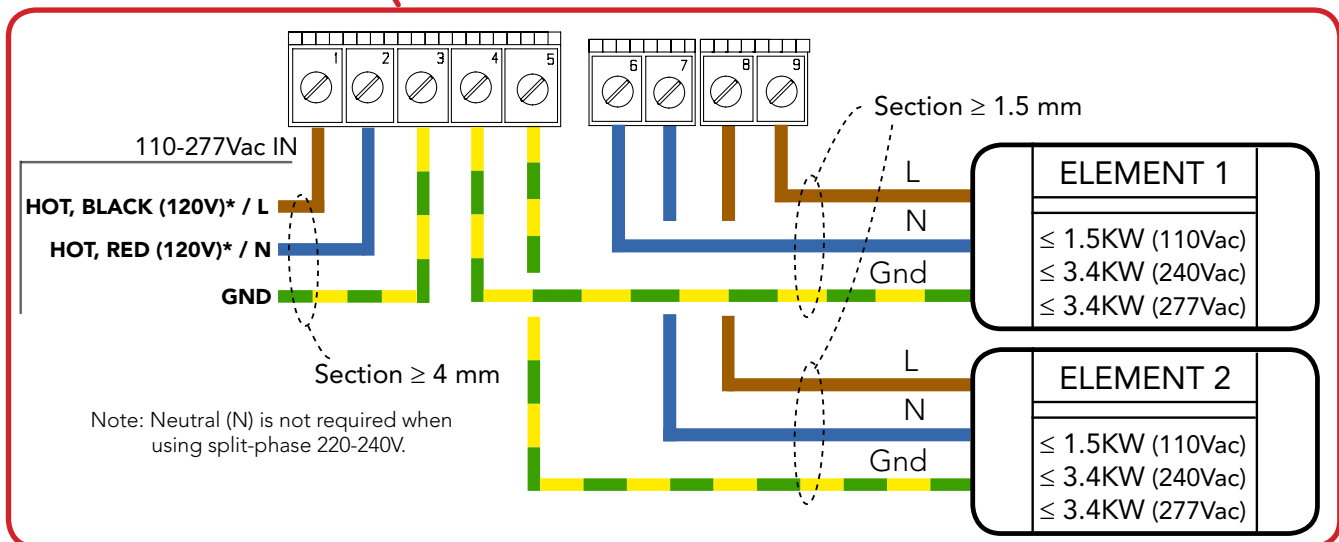 1 2 3 4 5 6 7 8 9
Section ≥ 1.5 mm
110-277Vac IN
HOT, BLACK (120V)* / L
HOT, RED (120V)* / N
GND
Section ≥ 4 mm
Note: Neutral (N) is not required when
using split-phase 220-240V.
L
N
Gnd
ELEMENT 1
≤ 1.5KW (110Vac)
≤ 3.4KW (240Vac)
≤ 3.4KW (277Vac)
L
N
Gnd
ELEMENT 2
≤ 1.5KW (110Vac)
≤ 3.4KW (240Vac)
≤ 3.4KW (277Vac)